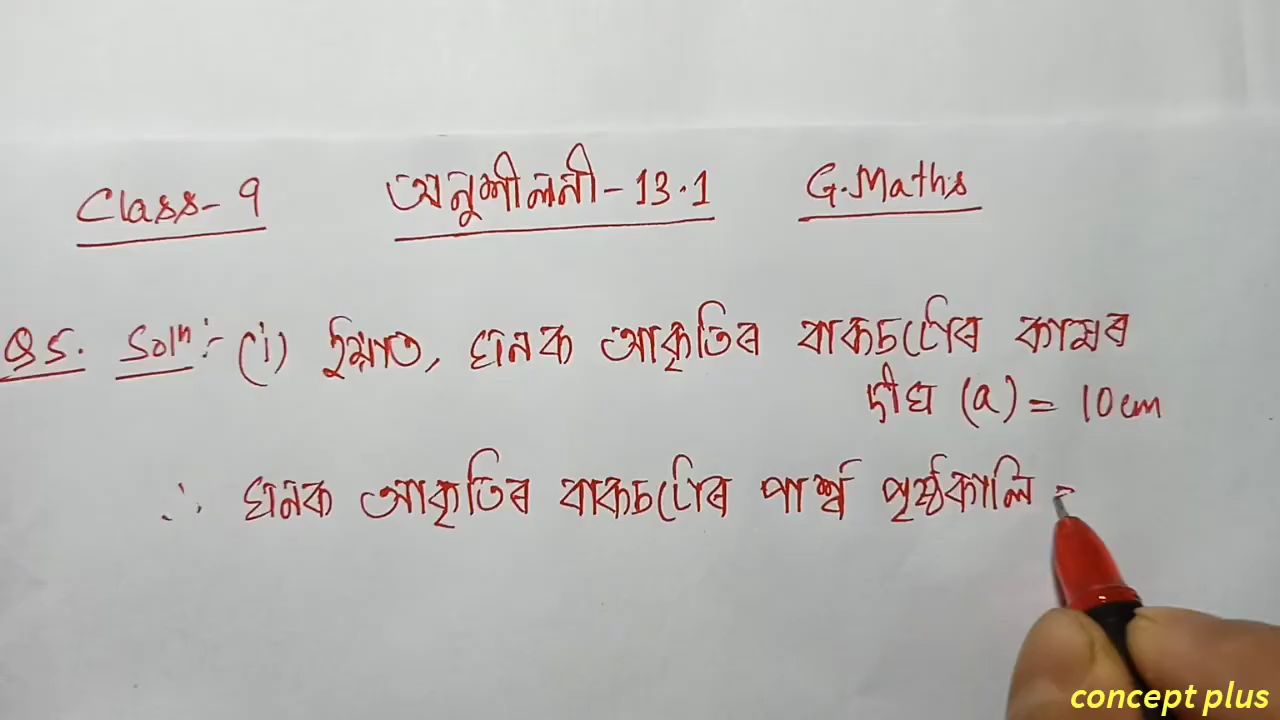 Class-9 অনুশীলনী-13.1 G.Maths
Q5. Solⁿ:- (i) ইয়াত, ঘনক আকৃতিৰ বাকচটোৰ কাষৰ
দীঘ (a) = 10cm
∴ ঘনক আকৃতিৰ বাকচটোৰ পাৰ্শ্ব পৃষ্ঠকালি =
concept plus